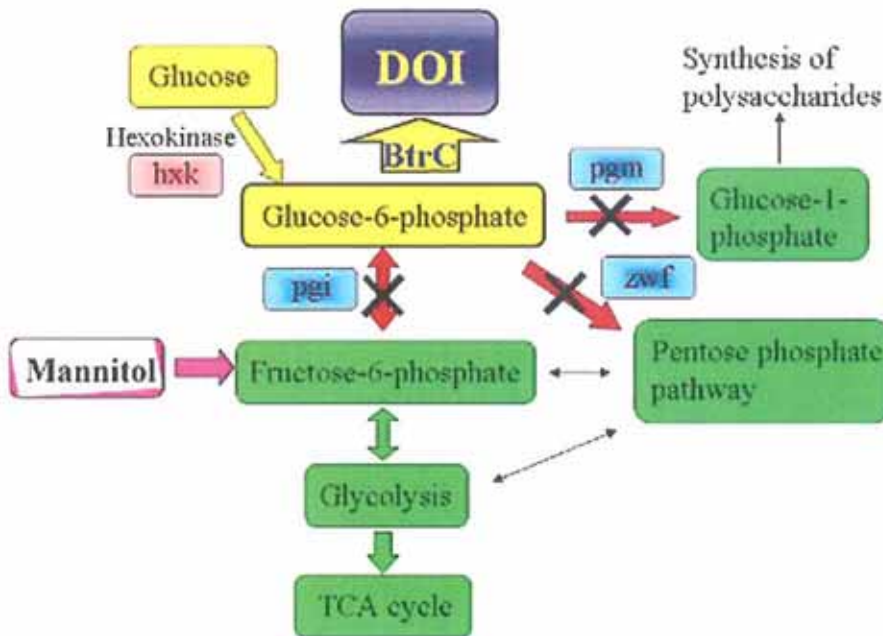 Glucose
DOI
Synthesis of
polysaccharides
Hexokinase
hxk
BtrC
pgm
Glucose-6-phosphate
Glucose-1-
phosphate
pgi
zwf
Mannitol
Fructose-6-phosphate
Pentose phosphate
pathway
Glycolysis
TCA cycle